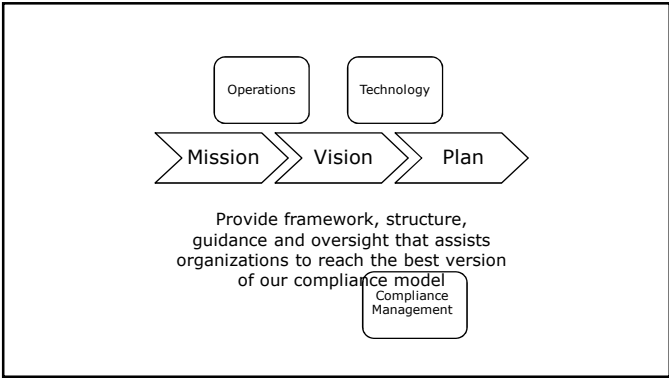 Operations
Technology
Mission
Vision
Plan
Provide framework, structure,
guidance and oversight that assists
organizations to reach the best version
of our compliance model
Compliance
Management